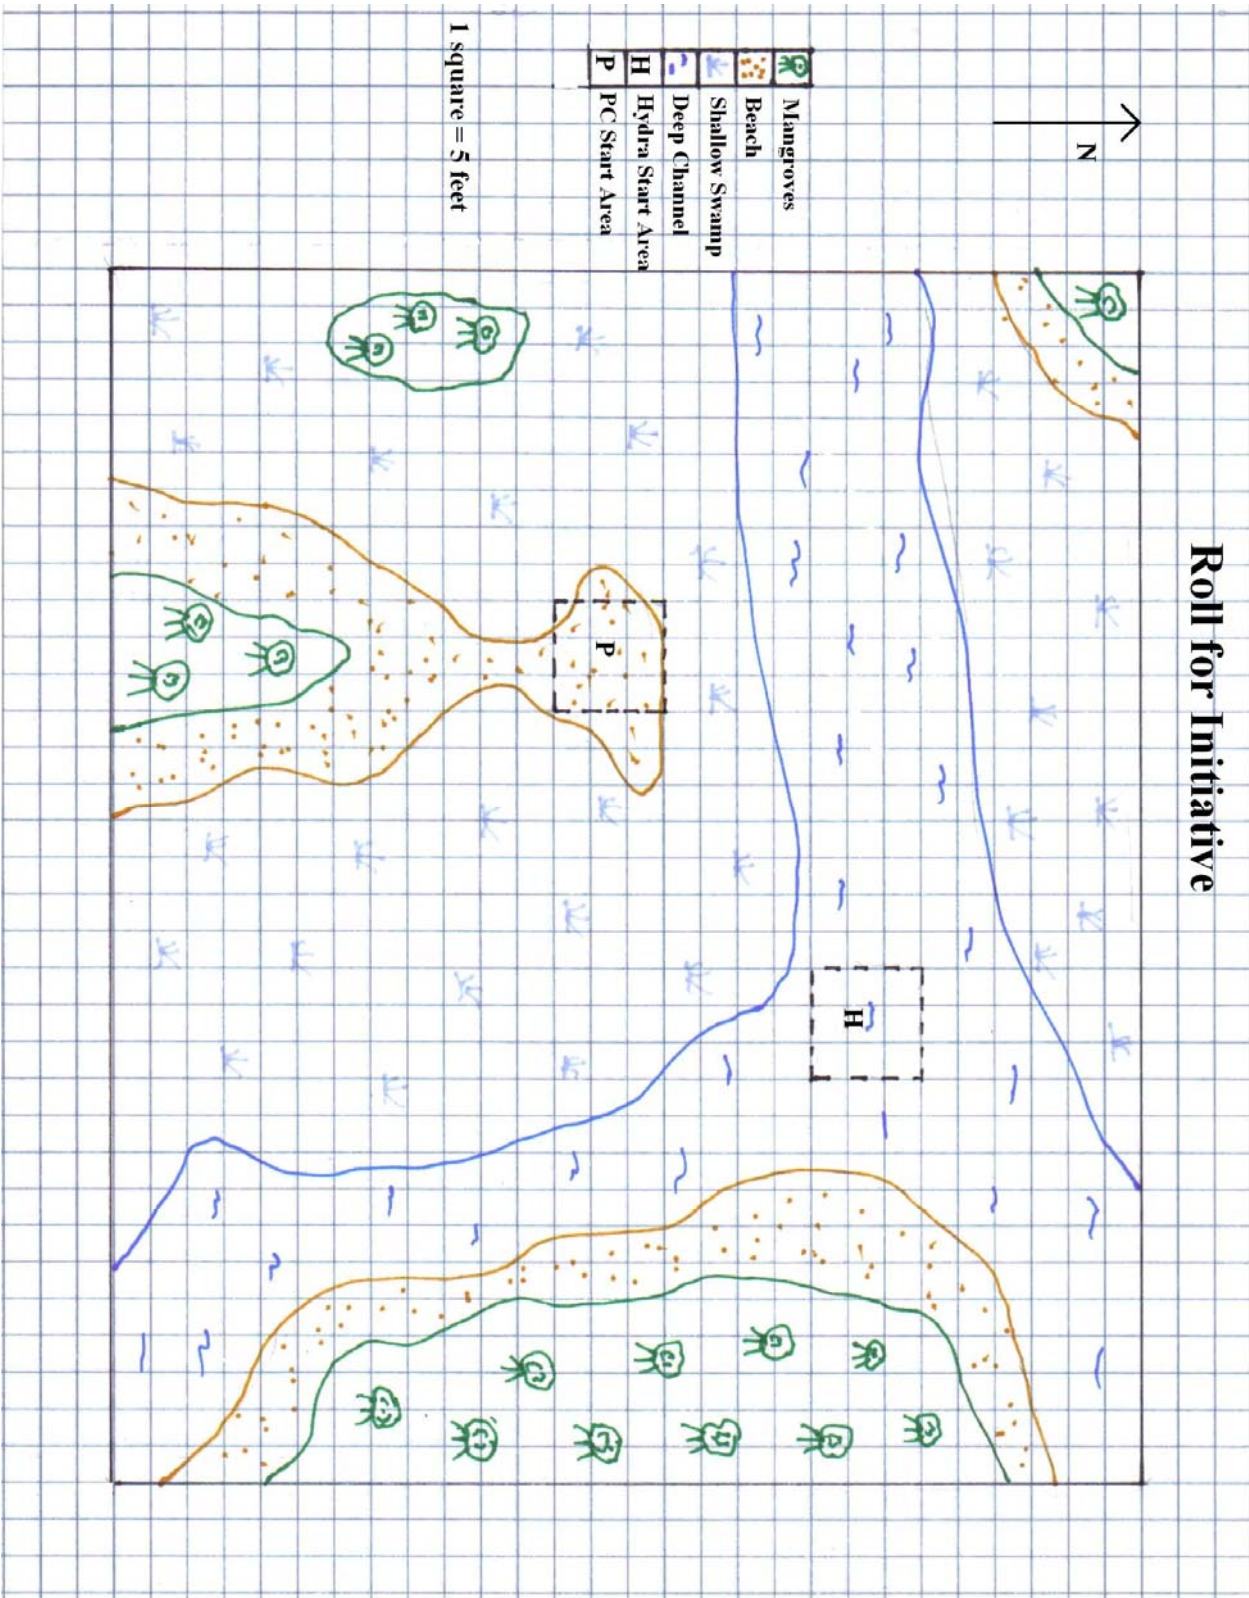 Roll for Initiative
N
Mangroves
Beach
Shallow Swamp
Deep Channel
H Hydra Start Area
P PC Start Area
1 square = 5 feet
P
H